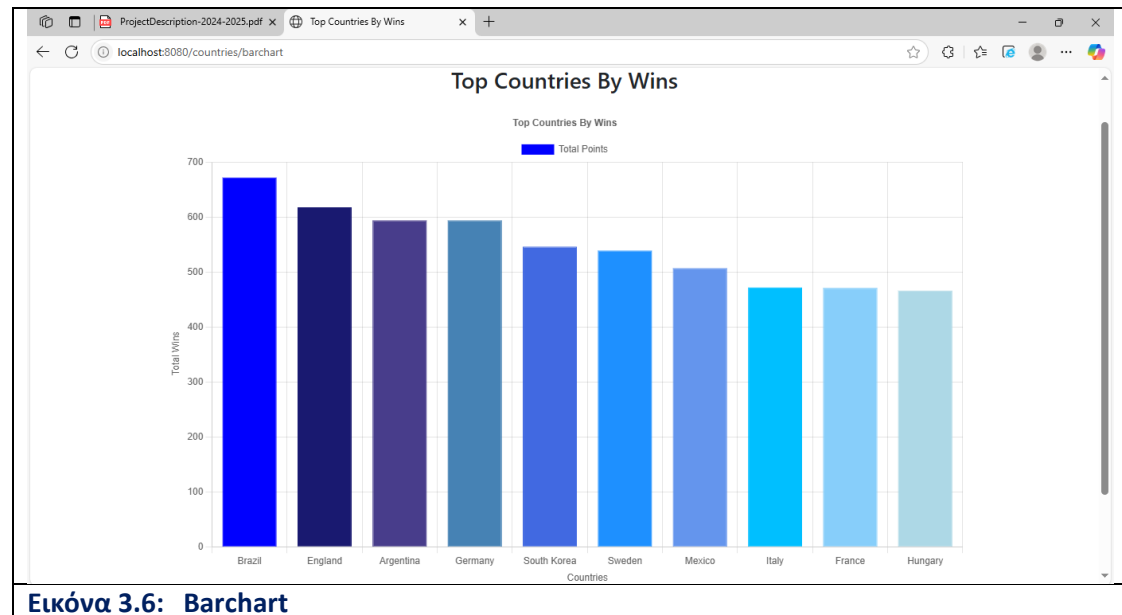 ProjectDescription-2024-2025.pdf
Top Countries By Wins
localhost:8080/countries/barchart
Top Countries By Wins
Top Countries By Wins
Total Points
700
600
500
400
300
200
100
0
Total Wins
Brazil England Argentina Germany South Korea Sweden Mexico Italy France Hungary
Countries
Εικόνα 3.6: Barchart